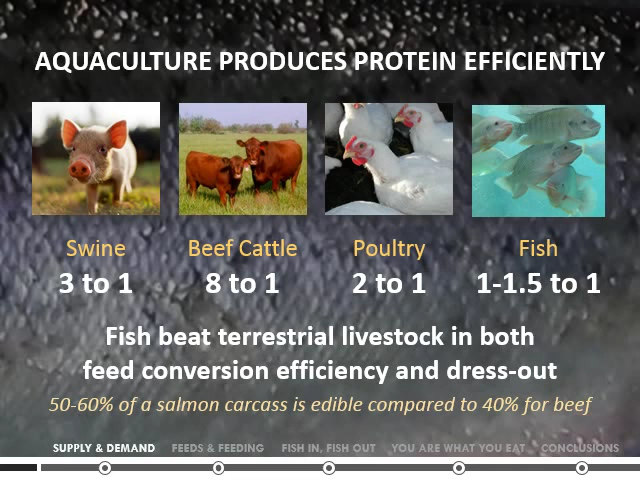 AQUACULTURE PRODUCES PROTEIN EFFICIENTLY
Swine
Beef Cattle
Poultry
Fish
3 to 1
8 to 1
2 to 1
1-1.5 to 1
Fish beat terrestrial livestock in both
feed conversion efficiency and dress-out
50-60% of a salmon carcass is edible compared to 40% for beef
SUPPLY & DEMAND
FEEDS & FEEDING
FISH IN, FISH OUT
YOU ARE WHAT YOU EAT
CONCLUSIONS